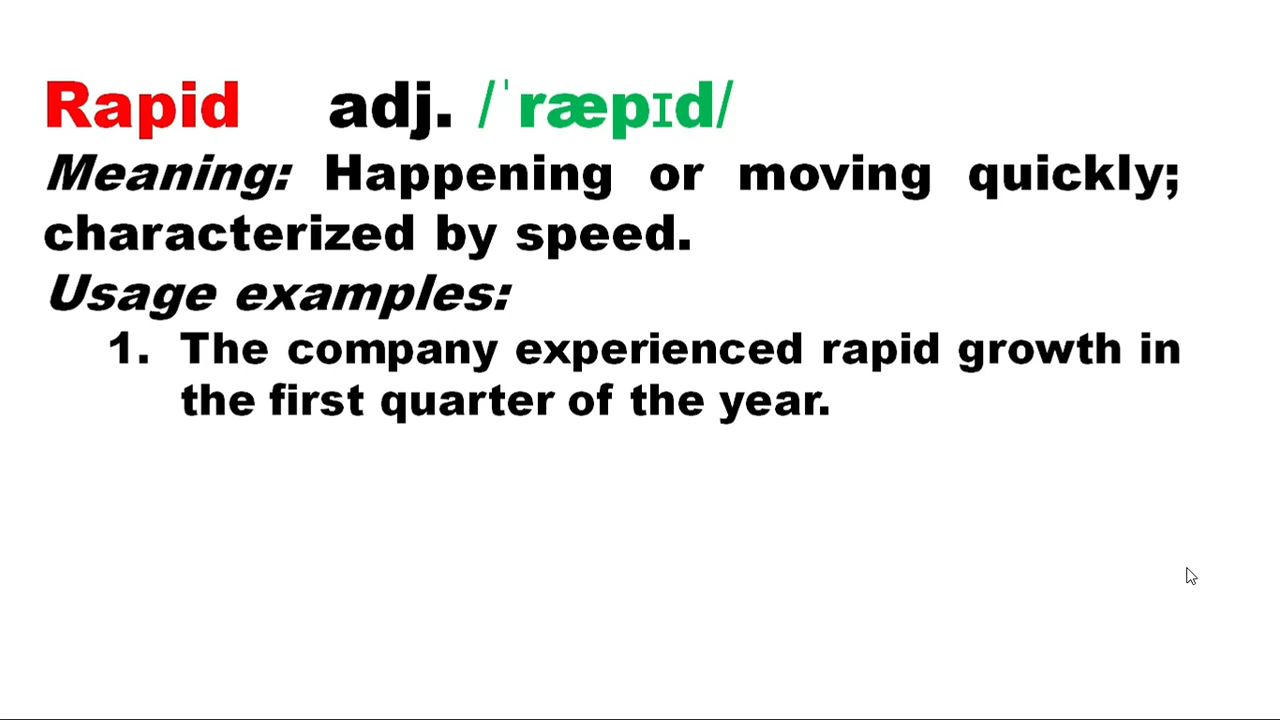 Rapid adj. /ˈræpɪd/
Meaning: Happening or moving quickly;
characterized by speed.
Usage examples:
1. The company experienced rapid growth in
the first quarter of the year.